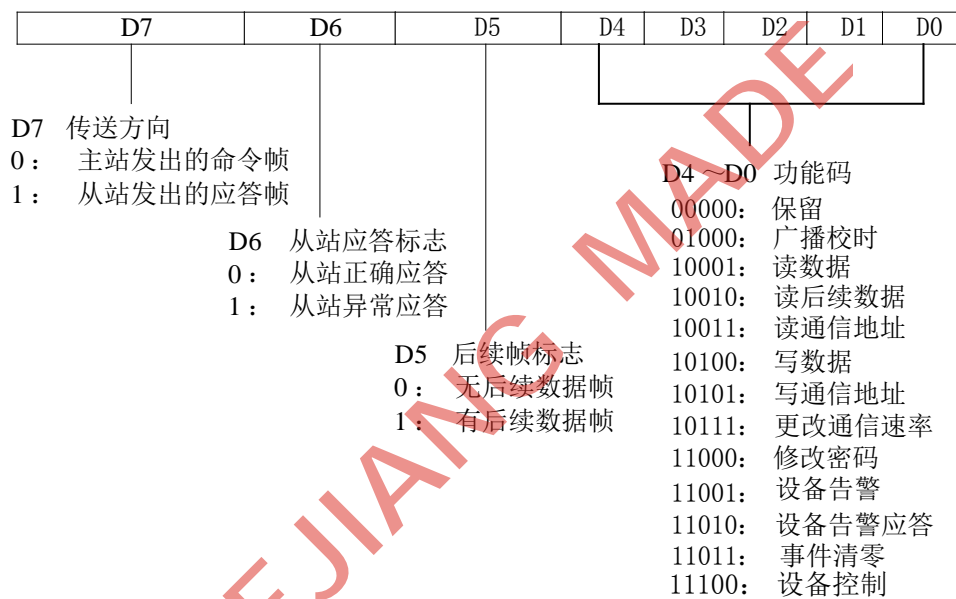 D7 D6 D5 D4 D3 D2 D1 D0
D7 传送方向
0： 主站发出的命令帧
1： 从站发出的应答帧
D6 从站应答标志
0： 从站正确应答
1： 从站异常应答
D5 后续帧标志
0： 无后续数据帧
1： 有后续数据帧
D4～D0 功能码
00000： 保留
01000： 广播校时
10001： 读数据
10010： 读后续数据
10011： 读通信地址
10100： 写数据
10101： 写通信地址
10111： 更改通信速率
11000： 修改密码
11001： 设备告警
11010： 设备告警应答
11011： 事件清零
11100： 设备控制
EJIANG MADE